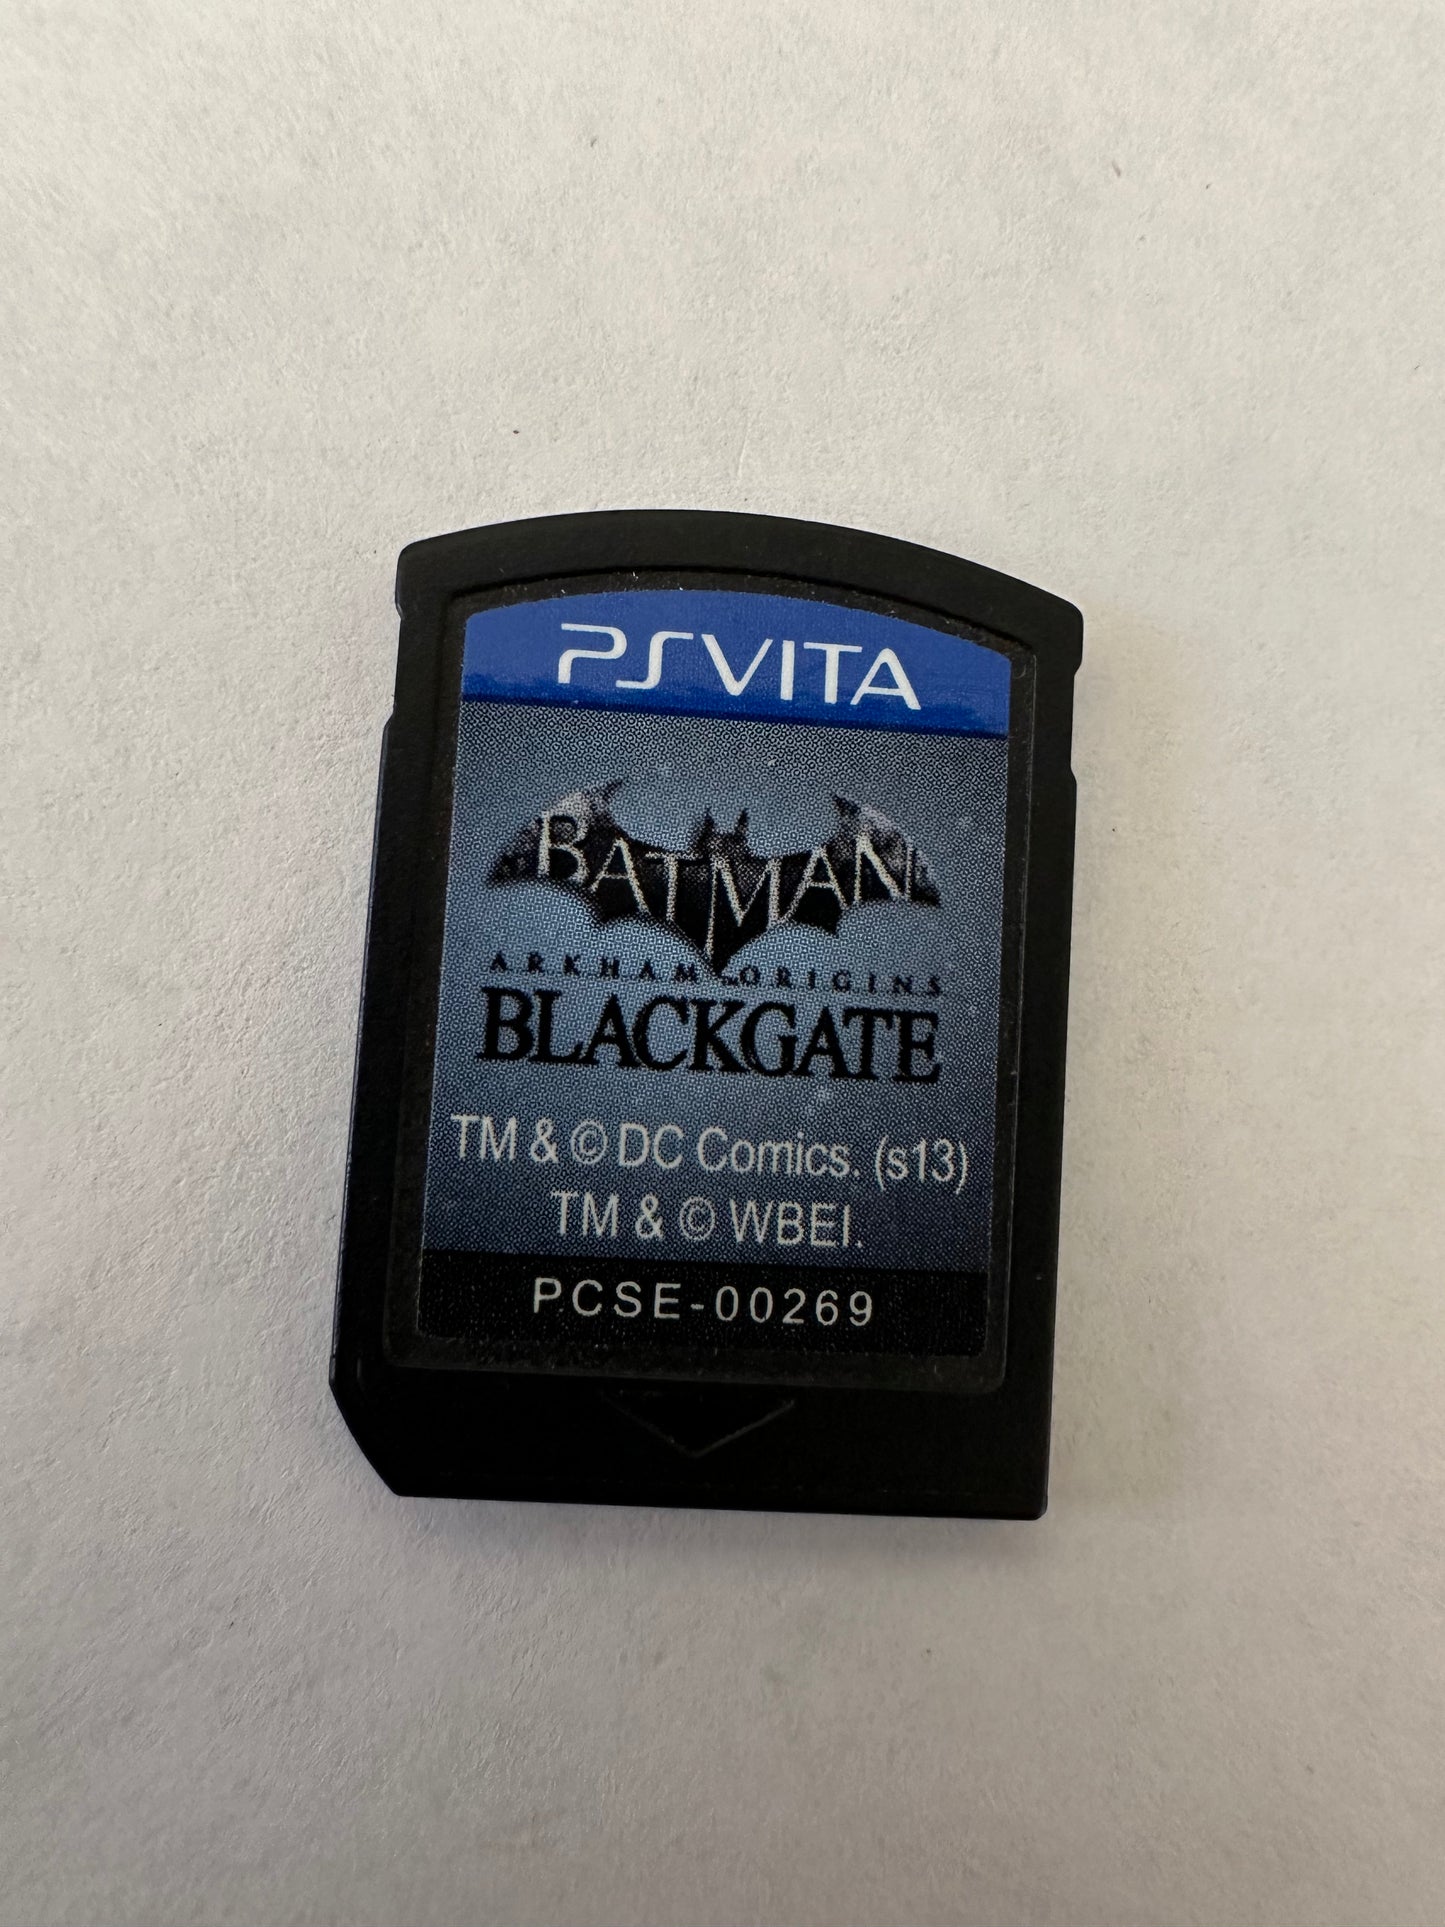 PSVITA
BATMAN
ARKHAM ORIGINS
BLACKGATE
TM & © DC Comics. (s13)
TM & © WBEI.
PCSE-00269